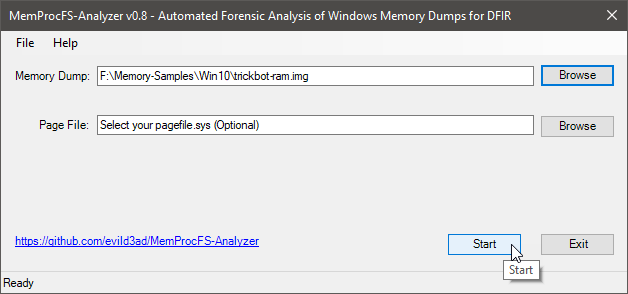 MemProcFS-Analyzer v0.8 - Automated Forensic Analysis of Windows Memory Dumps for DFIR
File Help
Memory Dump: F:\Memory-Samples\Win10\trickbot-ram.img Browse
Page File: Select your pagefile.sys (Optional) Browse
https://github.com/evild3ad/MemProcFS-Analyzer Start Exit
Start
Ready